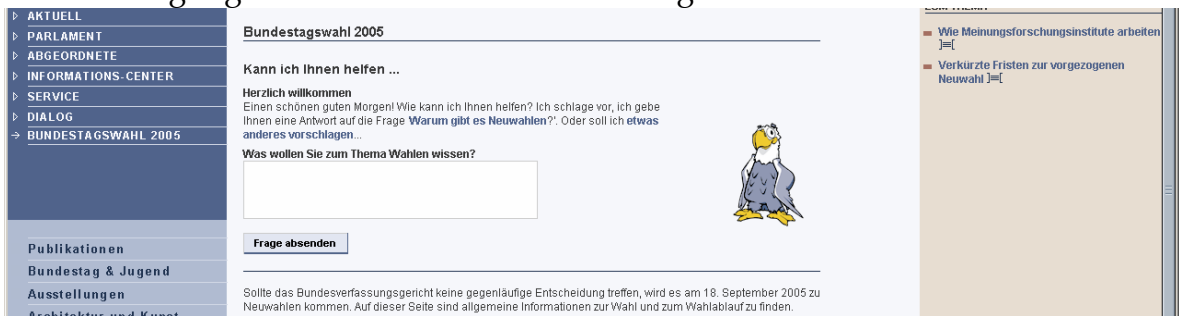 AKTUELL
PARLAMENT
ABGEORDNETE
INFORMATIONS-CENTER
SERVICE
DIALOG
BUNDESTAGSWAHL 2005
Publikationen
Bundestag & Jugend
Ausstellungen
Architektur und Kunst
Bundestagswahl 2005
Kann ich Ihnen helfen ...
Herzlich willkommen
Einen schönen guten Morgen! Wie kann ich Ihnen helfen? Ich schlage vor, ich gebe
Ihnen eine Antwort auf die Frage 'Warum gibt es Neuwahlen?'. Oder soll ich etwas
anderes vorschlagen...
Was wollen Sie zum Thema Wahlen wissen?
Frage absenden
Sollte das Bundesverfassungsgericht keine gegenläufige Entscheidung treffen, wird es am 18. September 2005 zu
Neuwahlen kommen. Auf dieser Seite sind allgemeine Informationen zur Wahl und zum Wahlablauf zu finden.
ZUM THEMA
Wie Meinungsforschungsinstitute arbeiten
]≡[
Verkürzte Fristen zur vorgezogenen
Neuwahl ]≡[